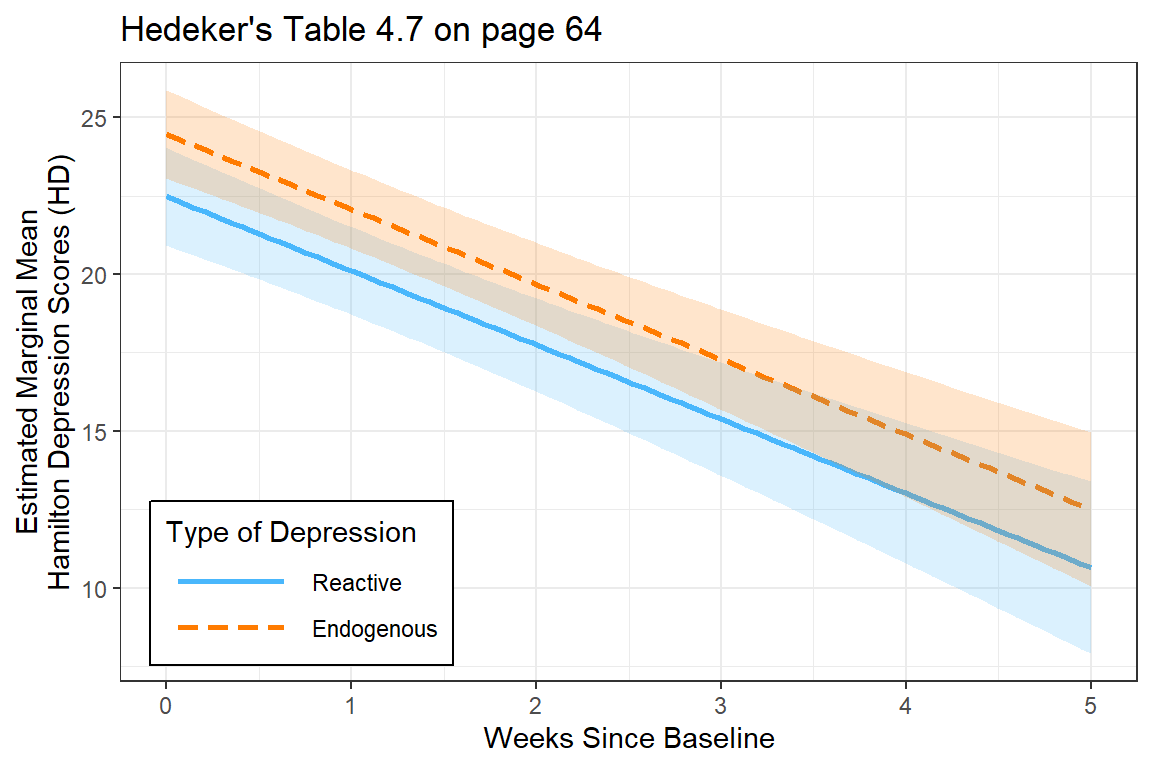 Hedeker's Table 4.7 on page 64
Estimated Marginal Mean
Hamilton Depression Scores (HD)
25
20
15
10
Type of Depression
Reactive
Endogenous
0 1 2 3 4 5
Weeks Since Baseline